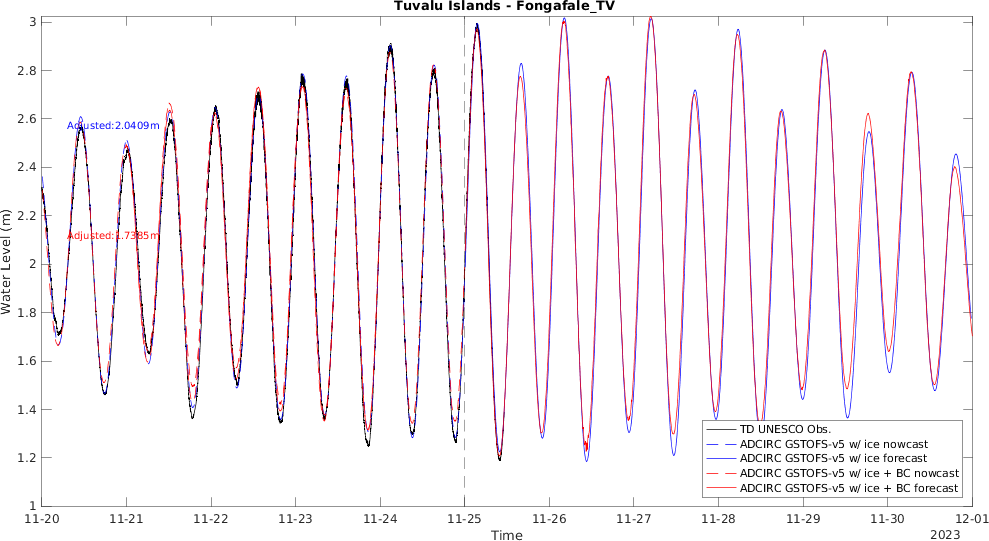 Tuvalu Islands - Fongafale_TV
3
2.8
2.6
2.4
2.2
2
1.8
1.6
1.4
1.2
1
Water Level (m)
Adjusted:2.0409m
Adjusted:1.7385m
TD UNESCO Obs.
ADCIRC GSTOFS-v5 w/ ice nowcast
ADCIRC GSTOFS-v5 w/ ice forecast
ADCIRC GSTOFS-v5 w/ ice + BC nowcast
ADCIRC GSTOFS-v5 w/ ice + BC forecast
11-20 11-21 11-22 11-23 11-24 11-25 11-26 11-27 11-28 11-29 11-30 12-01
Time
2023